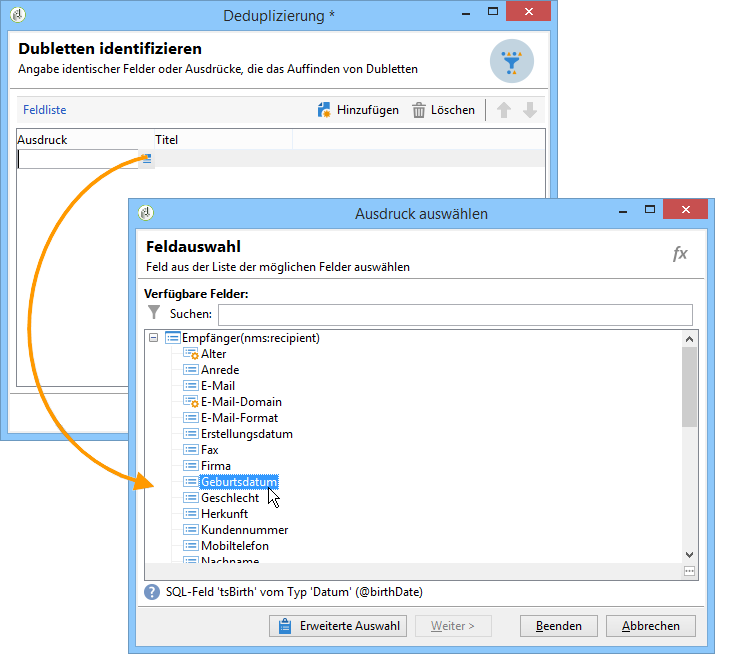 Deduplizierung *
Dubletten identifizieren
Angabe identischer Felder oder Ausdrücke, die das Auffinden von Dubletten
Feldliste
Hinzufügen
Löschen
Ausdruck
Titel
Ausdruck auswählen
Feldauswahl
Feld aus der Liste der möglichen Felder auswählen
fx
Verfügbare Felder:
Suchen:
Empfänger(nms:recipient)
Alter
Anrede
E-Mail
E-Mail-Domain
E-Mail-Format
Erstellungsdatum
Fax
Firma
Geburtsdatum
Geschlecht
Herkunft
Kundennummer
Mobiltelefon
Nachname
SQL-Feld 'tsBirth' vom Typ 'Datum' (@birthDate)
Erweiterte Auswahl
Weiter >
Beenden
Abbrechen